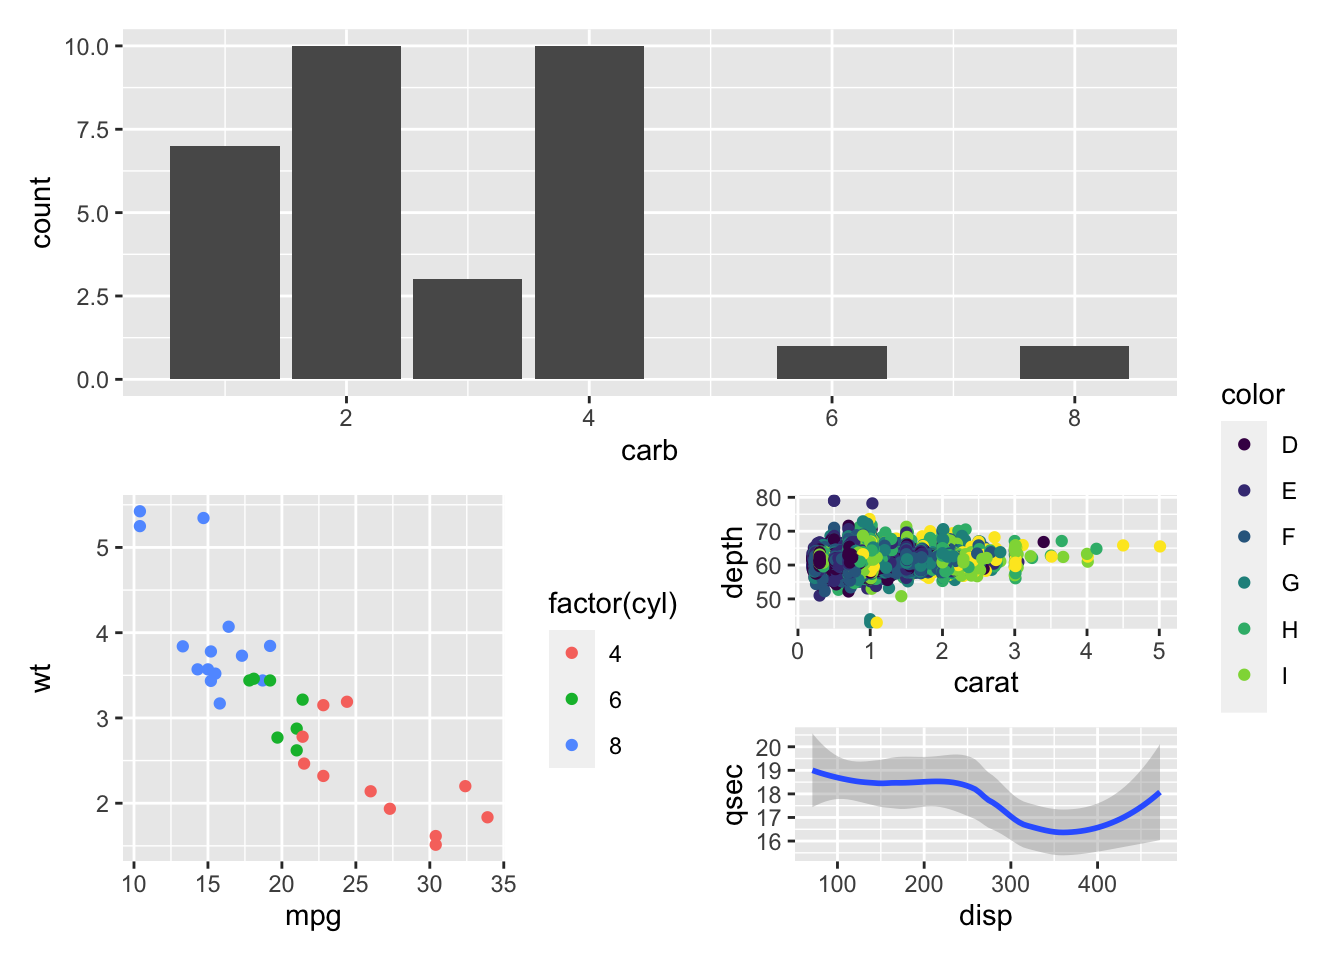 10.0
7.5
5.0
2.5
0.0
count
2 4 6 8
carb
color
D
E
F
G
H
I
5
4
3
2
wt
10 15 20 25 30 35
mpg
factor(cyl)
4
6
8
80
70
60
50
depth
0 1 2 3 4 5
carat
20
19
18
17
16
qsec
100 200 300 400
disp